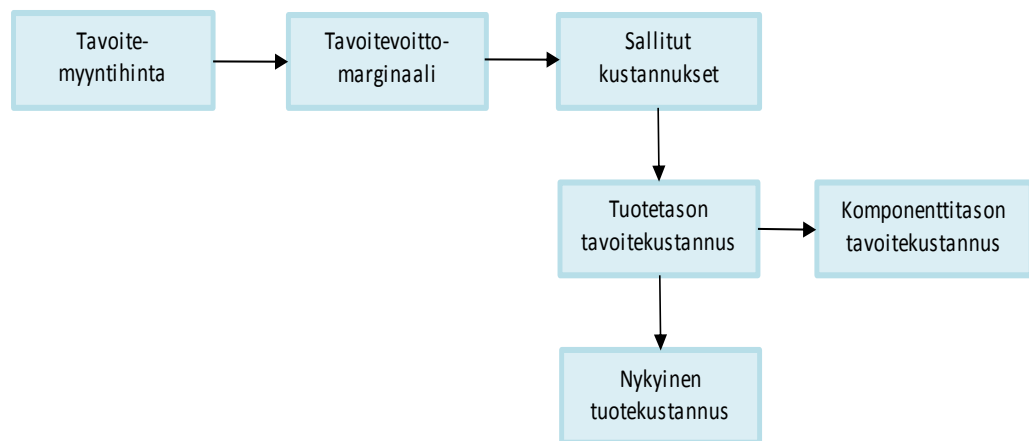 Tavoite-
myyntihinta
Tavoitevoitto-
marginaali
Sallitut
kustannukset
Tuotetason
tavoitekustannus
Komponenttitason
tavoitekustannus
Nykyinen
tuotekustannus